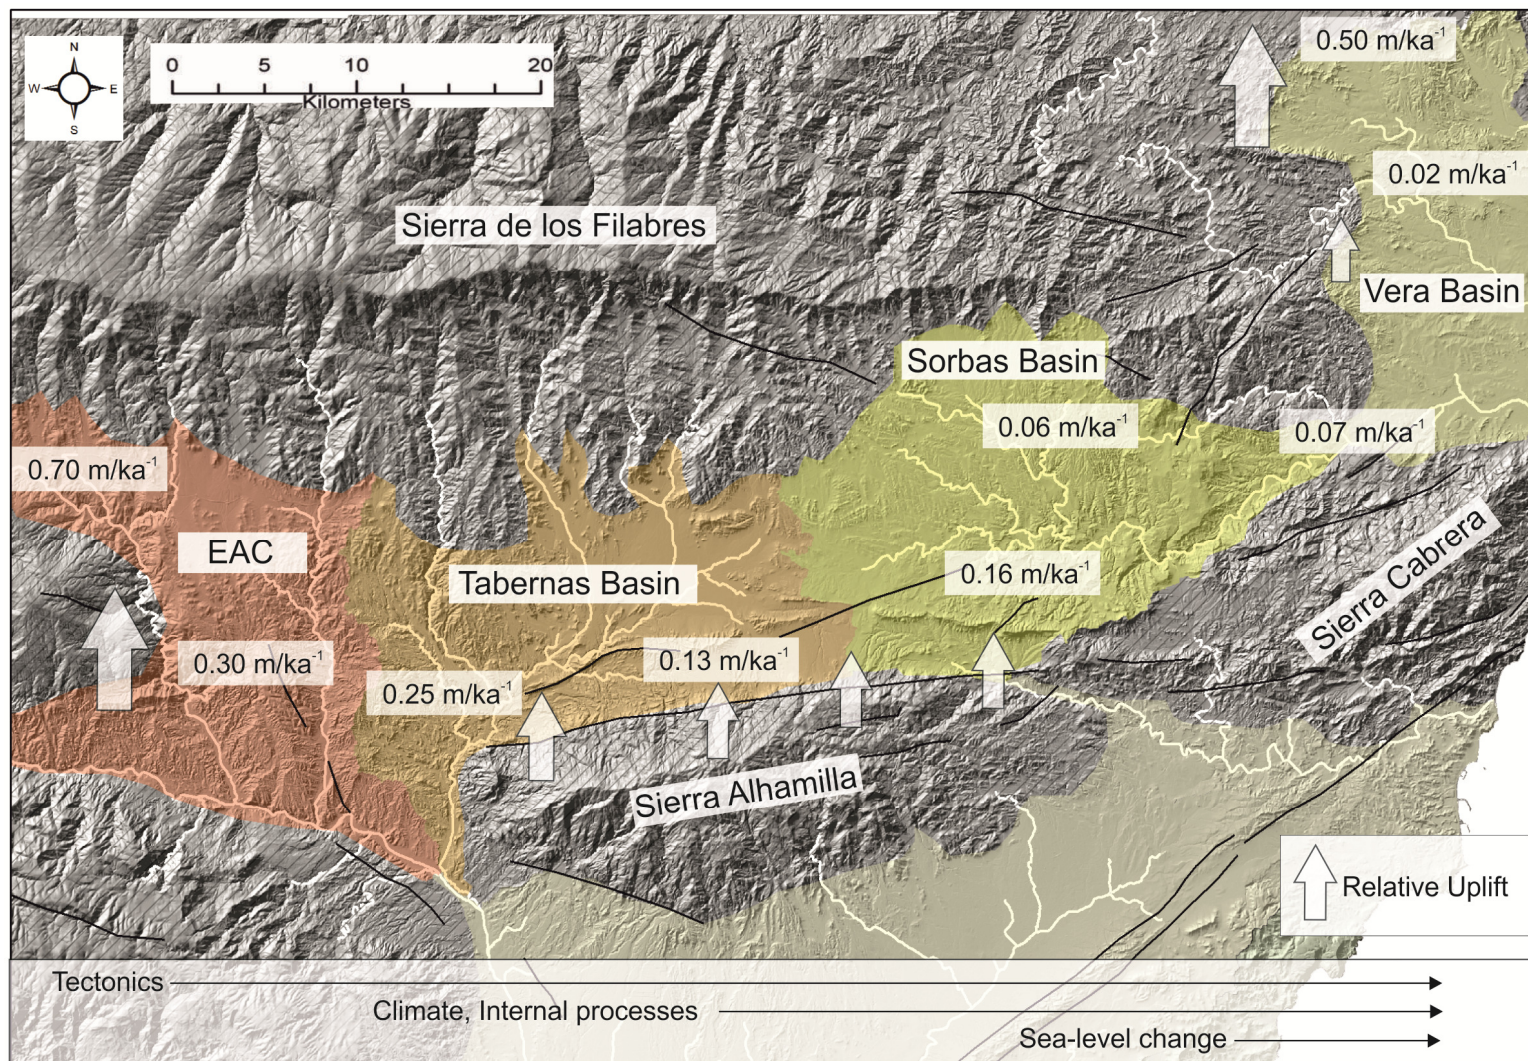 N
W E
S
0 5 10 20
Kilometers
0.50 m/ka⁻¹
0.02 m/ka⁻¹
Sierra de los Filabres
Vera Basin
Sorbas Basin
0.06 m/ka⁻¹
0.07 m/ka⁻¹
0.70 m/ka⁻¹
EAC
Tabernas Basin
0.16 m/ka⁻¹
Sierra Cabrera
0.30 m/ka⁻¹
0.13 m/ka⁻¹
0.25 m/ka⁻¹
Sierra Alhamilla
Relative Uplift
Tectonics
Climate, Internal processes
Sea-level change